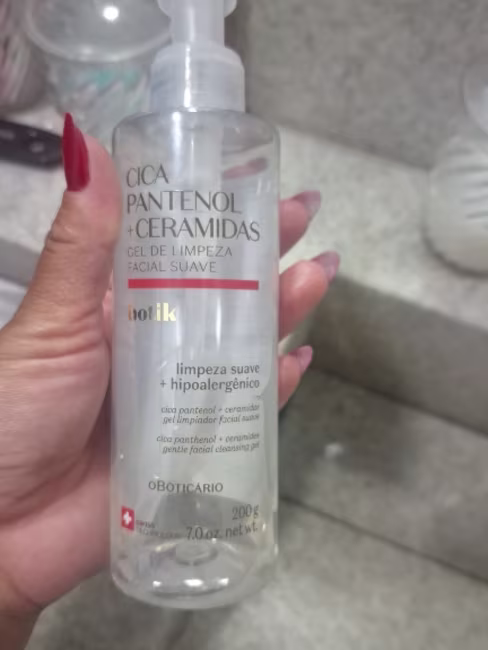 CICA
PANTENOL
+CERAMIDAS
GEL DE LIMPEZA
FACIAL SUAVE
botik
limpeza suave
+ hipoalergênico
cica pantenol + ceramidas
gel limpiador facial suave
cica panthenol + ceramides
gentle facial cleansing gel
oBOTICÁRIO
200 g
7.0 oz. net wt.